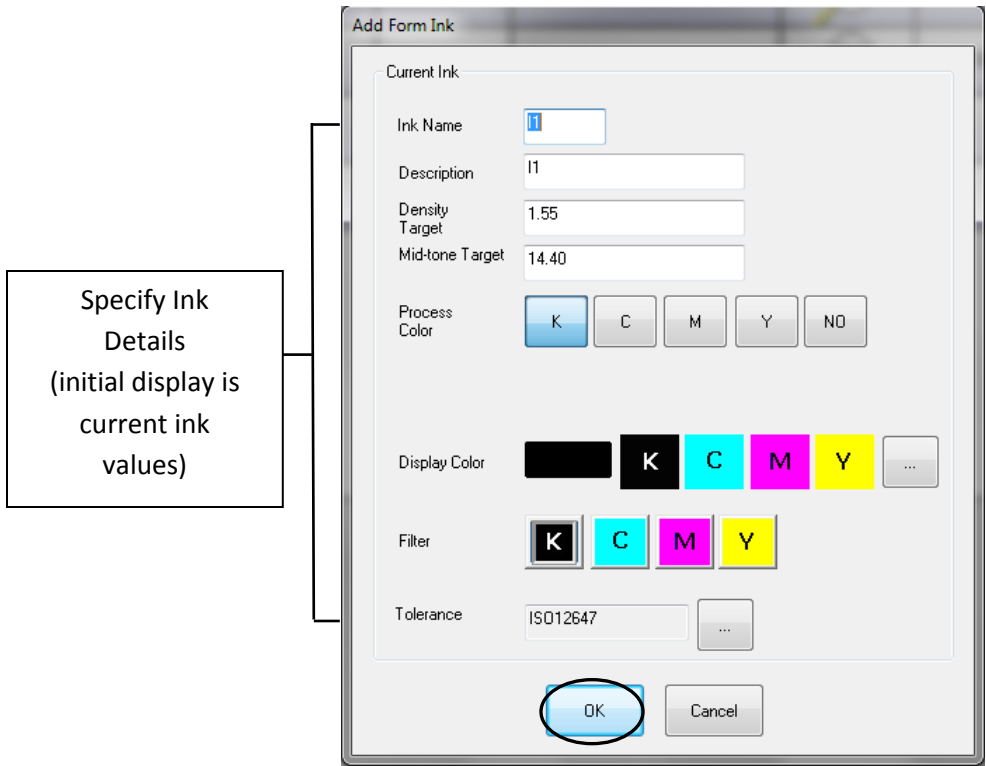 Add Form Ink
Current Ink
Ink Name
I1
Description
I1
Density
Target
1.55
Mid-tone Target
14.40
Process
Color
K C M Y NO
Specify Ink
Details
(initial display is
current ink
values)
Display Color
K C M Y ...
Filter
K C M Y
Tolerance
ISO12647
...
OK Cancel